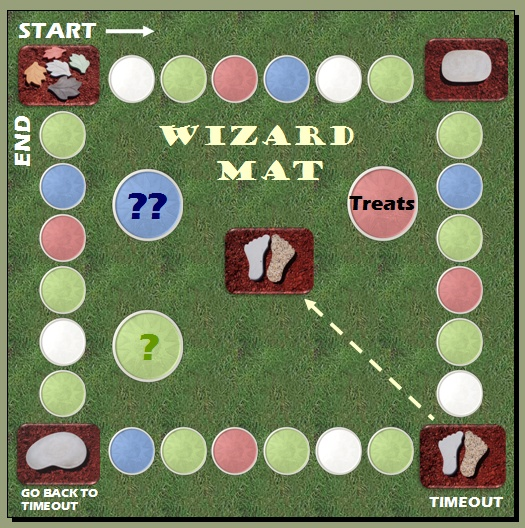 START
END
WIZARD
MAT
??
Treats
?
GO BACK TO
TIMEOUT
TIMEOUT